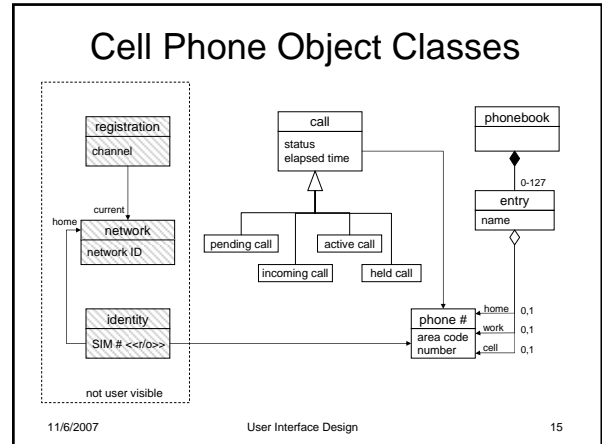 Cell Phone Object Classes
registration
channel
current
home
network
network ID
identity
SIM # <<r/o>>
not user visible
call
status
elapsed time
pending call
active call
incoming call
held call
phonebook
0-127
entry
name
phone #
area code
number
home 0,1
work 0,1
cell 0,1
11/6/2007 User Interface Design 15